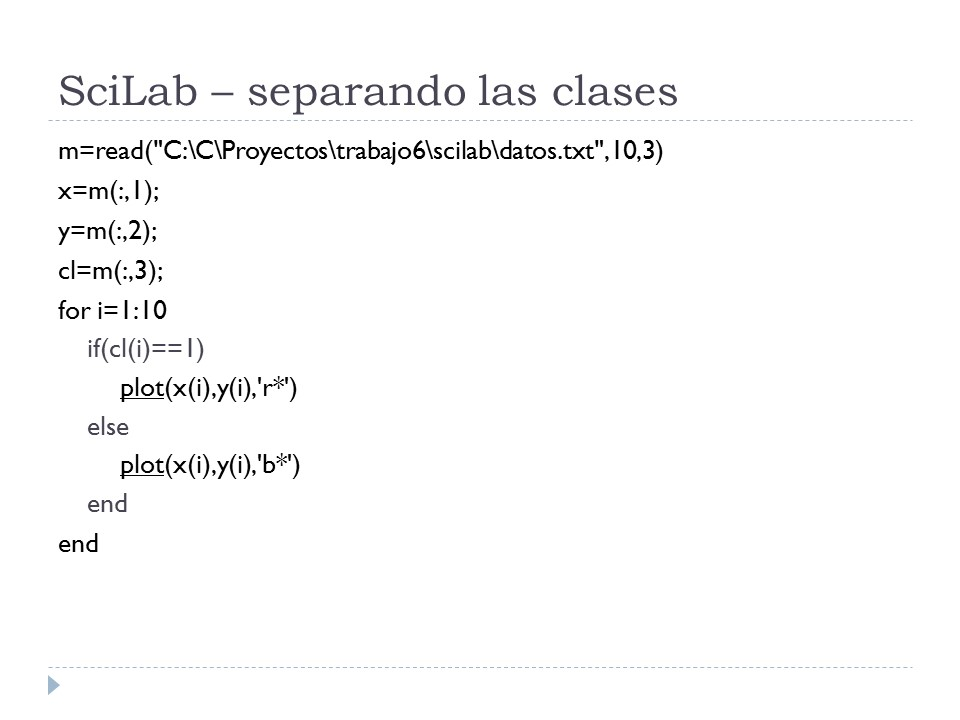 SciLab – separando las clases
m=read("C:\C\Proyectos\trabajo6\scilab\datos.txt",10,3)
x=m(:,1);
y=m(:,2);
cl=m(:,3);
for i=1:10
if(cl(i)==1)
plot(x(i),y(i),'r*')
else
plot(x(i),y(i),'b*')
end
end